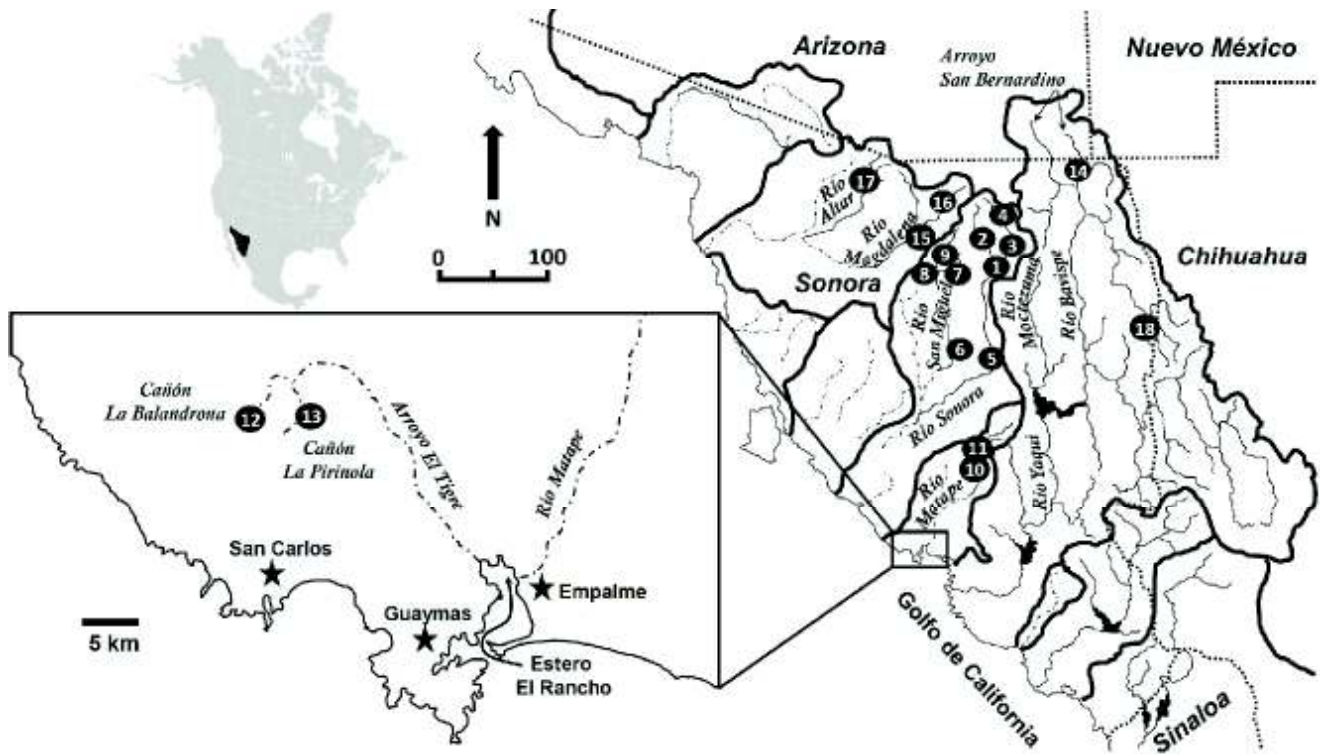 Arizona
Nuevo México
Arroyo
San Bernardino
N
0 100
Río
Altar
Río
Magdalena
Sonora
Chihuahua
Río
San Miguel
Río
Moctezuma
Río Bavispe
Río Sonora
Río
Matape
Río Yaqui
Golfo de California
Sinaloa
17
16
14
4
15
2
3
9
1
8
7
18
6
5
11
10
Cañón
La Balandrona
12
13
Cañón
La Pirinola
Arroyo El Tigre
Río Matape
San Carlos
Guaymas
Empalme
Estero
El Rancho
5 km